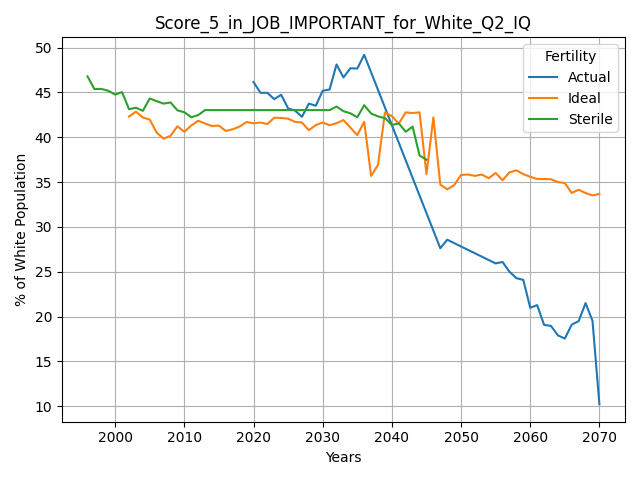 Score_5_in_JOB_IMPORTANT_for_White_Q2_IQ
Fertility
Actual
Ideal
Sterile
% of White Population
50
45
40
35
30
25
20
15
10
2000 2010 2020 2030 2040 2050 2060 2070
Years